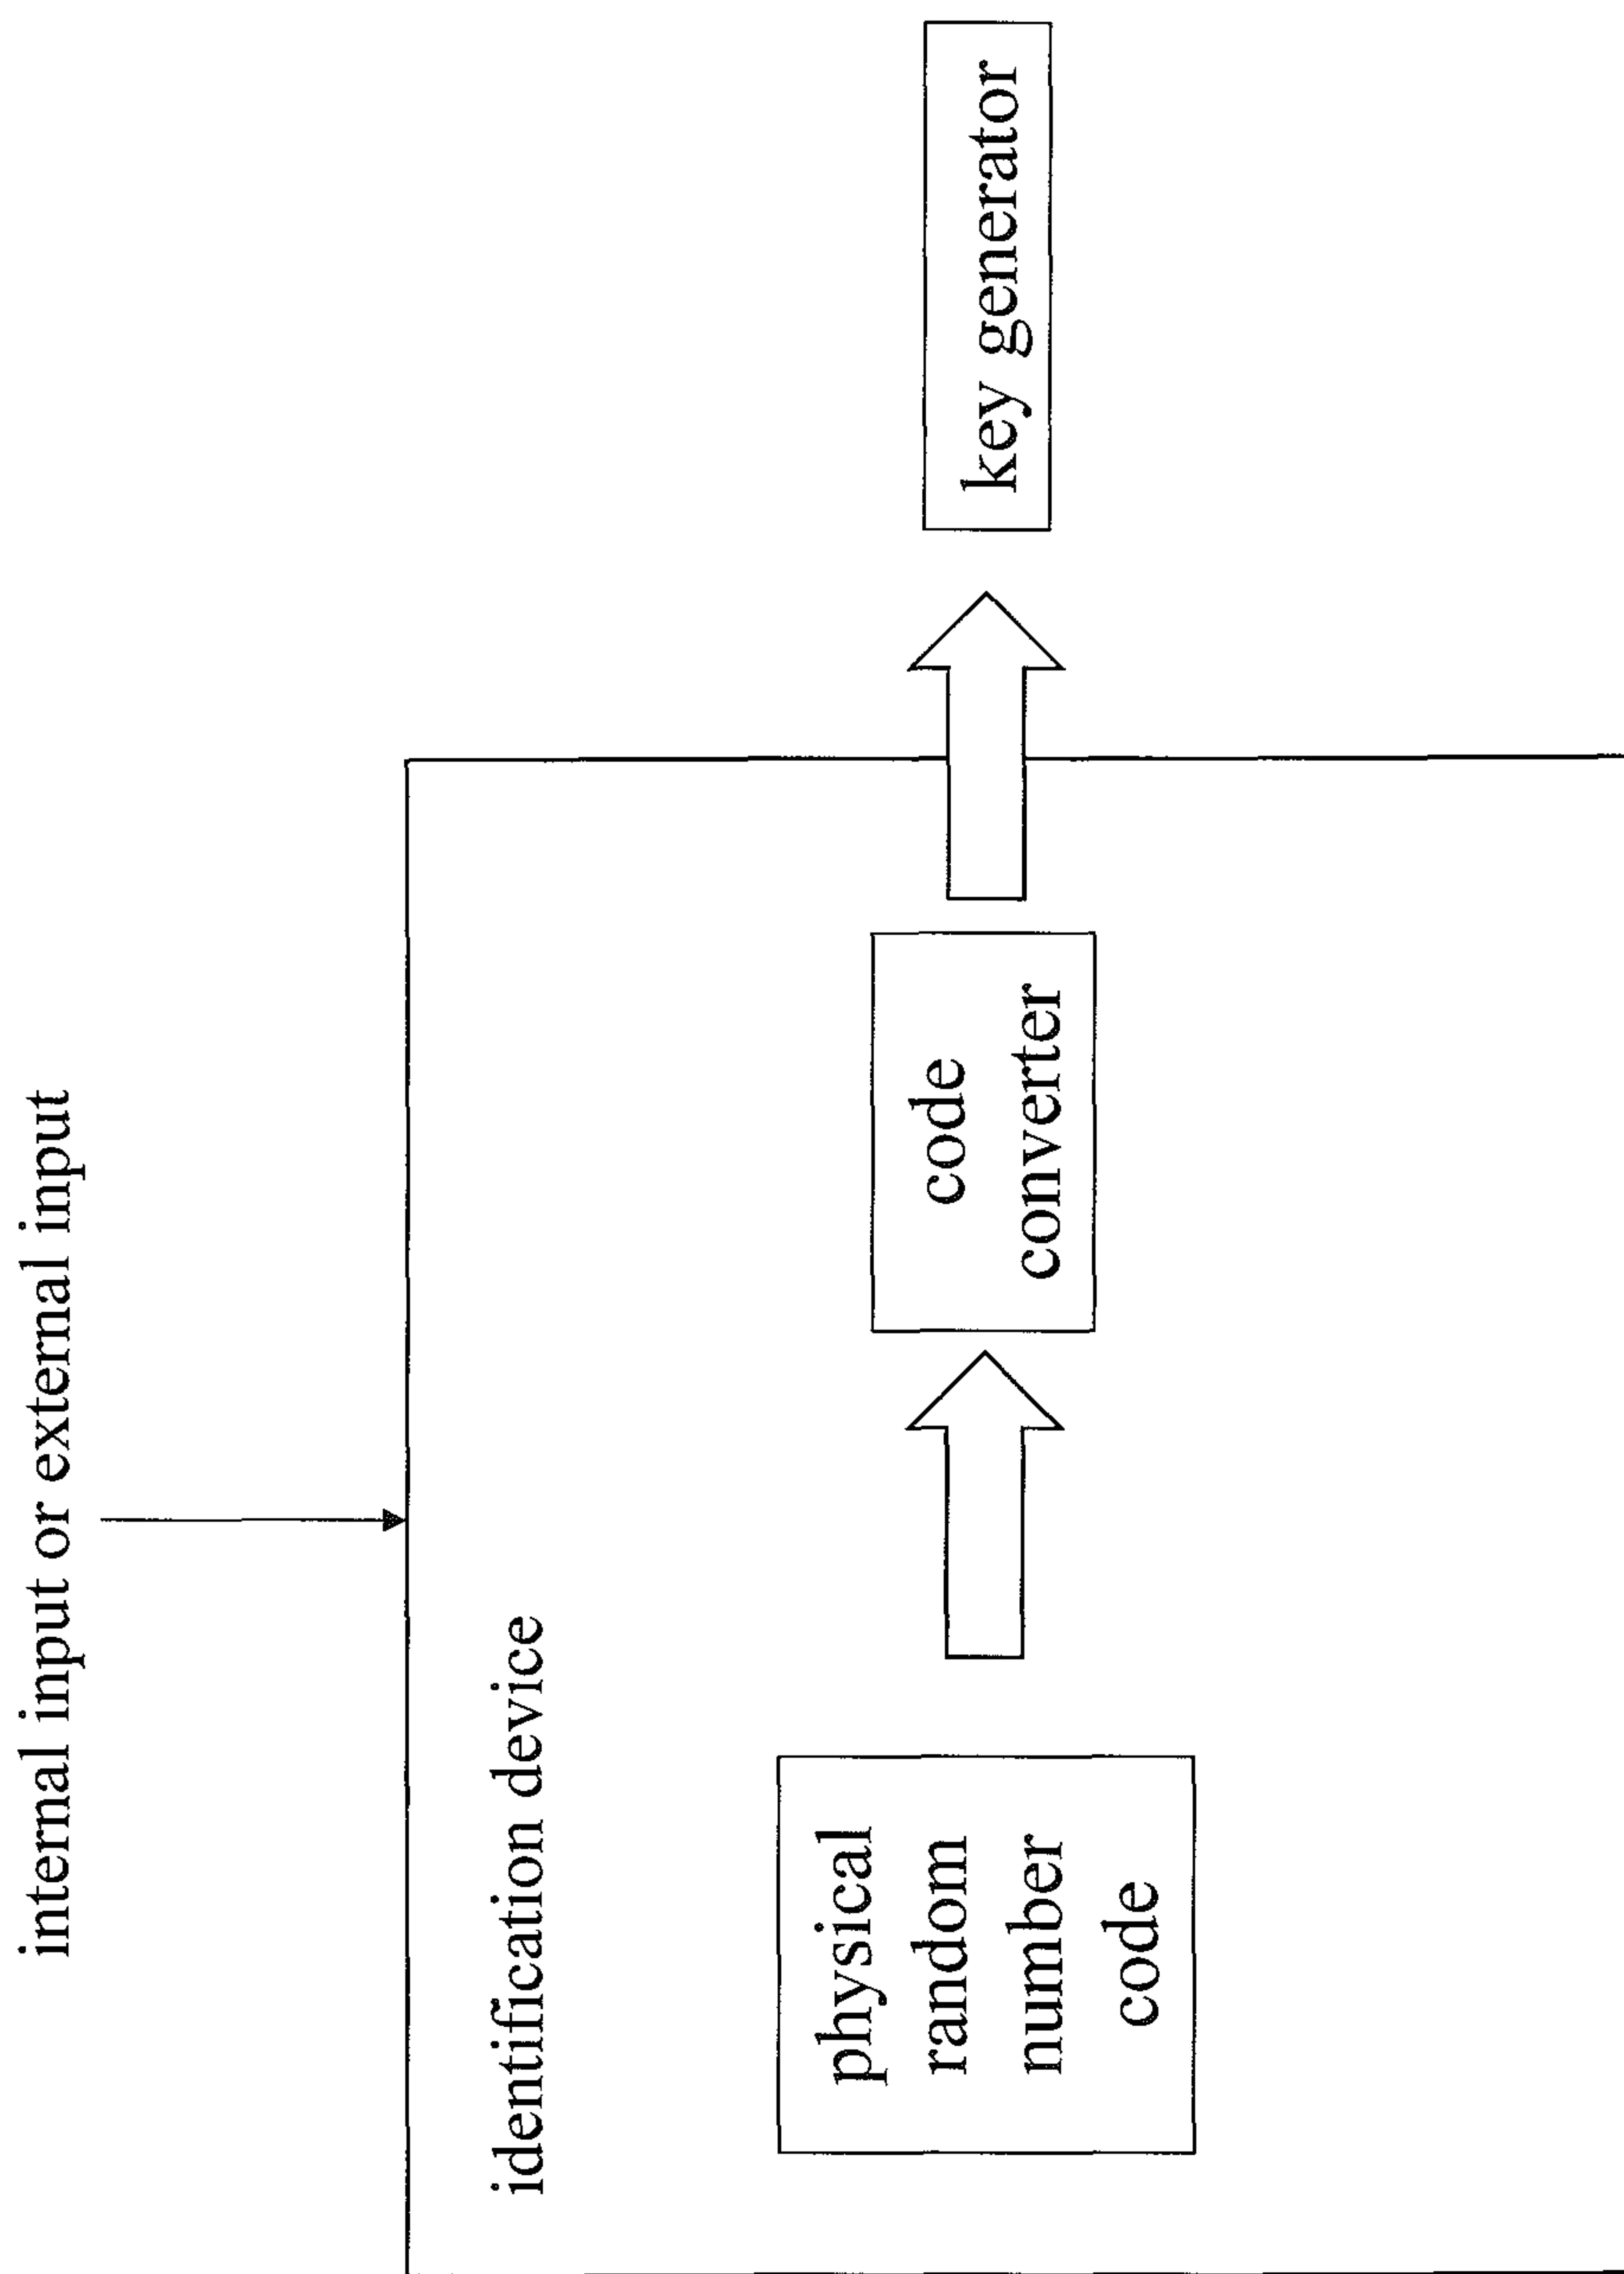 internal input or external input
identification device
physical
random
number
code
code
converter
key generator